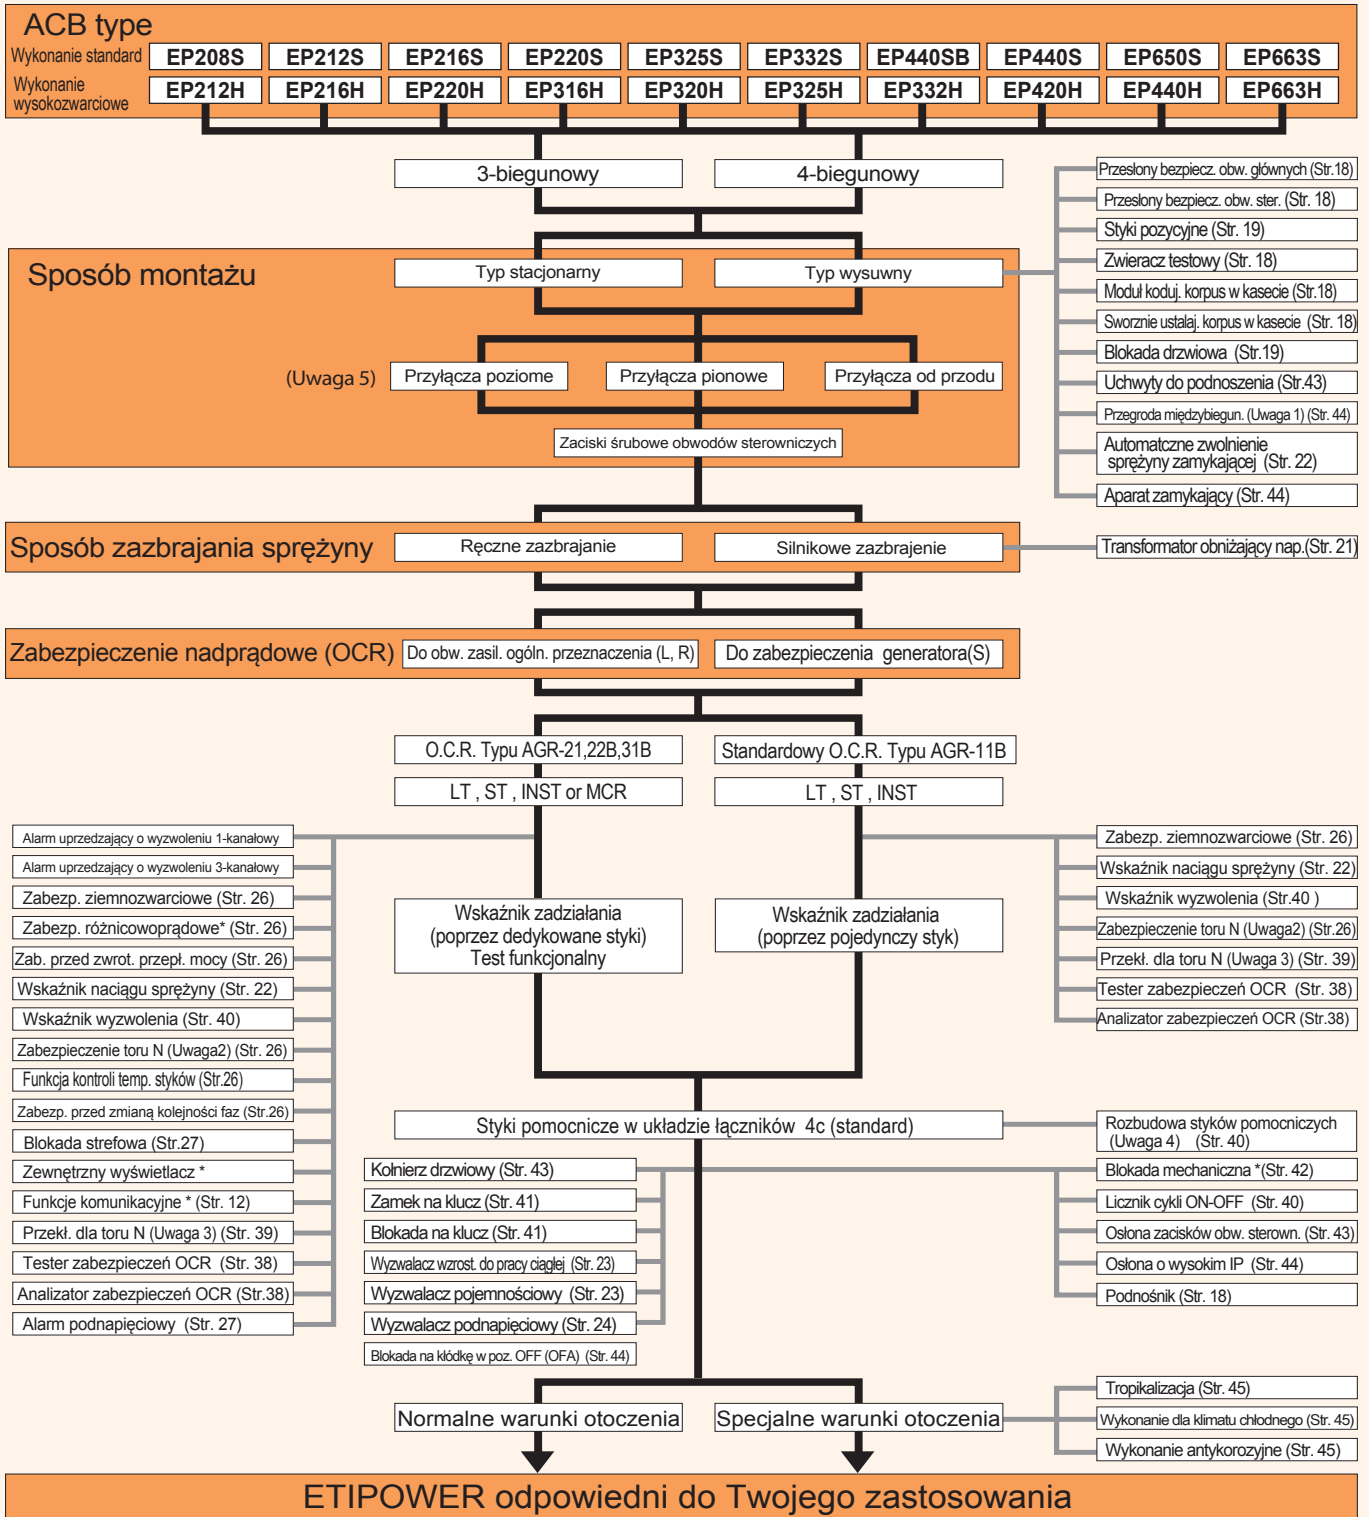 ACB type
Wykonanie standard EP208S EP212S EP216S EP220S EP325S EP332S EP440SB EP440S EP650S EP663S
Wykonanie
wysokozwarciowe EP212H EP216H EP220H EP316H EP320H EP325H EP332H EP420H EP440H EP663H
3-biegunowy
4-biegunowy
Sposób montażu
Typ stacjonarny
Typ wysuwny
Przesłony bezpiecz. obw. głównych (Str.18)
Przesłony bezpiecz. obw. ster. (Str. 18)
Styki pozycyjne (Str. 19)
Zwieracz testowy (Str. 18)
Moduł koduj. korpus w kasecie (Str.18)
Sworznie ustalaj. korpus w kasecie (Str. 18)
Blokada drzwiowa (Str.19)
Uchwyty do podnoszenia (Str.43)
Przegroda międzybiegun. (Uwaga 1) (Str. 44)
Automatczne zwolnienie
sprężyny zamykającej (Str. 22)
Aparat zamykający (Str. 44)
(Uwaga 5)
Przyłącza poziome
Przyłącza pionowe
Przyłącza od przodu
Zaciski śrubowe obwodów sterowniczych
Sposób zazbrajania sprężyny
Ręczne zazbrajanie
Silnikowe zazbrajenie
Transformator obniżający nap.(Str. 21)
Zabezpieczenie nadprądowe (OCR)
Do obw. zasil. ogóln. przeznaczenia (L, R)
Do zabezpieczenia generatora(S)
O.C.R. Typu AGR-21,22B,31B
Standardowy O.C.R. Typu AGR-11B
LT , ST , INST or MCR
LT , ST , INST
Alarm uprzedzający o wyzwoleniu 1-kanałowy
Alarm uprzedzający o wyzwoleniu 3-kanałowy
Zabezp. ziemnozwarciowe (Str. 26)
Zabezp. różnicowoprądowe* (Str. 26)
Zab. przed zwrot. przepł. mocy (Str. 26)
Wskaźnik naciągu sprężyny (Str. 22)
Wskaźnik wyzwolenia (Str. 40)
Zabezpieczenie toru N (Uwaga2) (Str. 26)
Funkcja kontroli temp. styków (Str.26)
Zabezp. przed zmianą kolejności faz (Str.26)
Blokada strefowa (Str.27)
Zewnętrzny wyświetlacz *
Funkcje komunikacyjne * (Str. 12)
Przekł. dla toru N (Uwaga 3) (Str. 39)
Tester zabezpieczeń OCR (Str. 38)
Analizator zabezpieczeń OCR (Str.38)
Alarm podnapięciowy (Str. 27)
Wskaźnik zadziałania
(poprzez dedykowane styki)
Test funkcjonalny
Wskaźnik zadziałania
(poprzez pojedynczy styk)
Zabezp. ziemnozwarciowe (Str. 26)
Wskaźnik naciągu sprężyny (Str. 22)
Wskaźnik wyzwolenia (Str.40 )
Zabezpieczenie toru N (Uwaga2) (Str.26)
Przekł. dla toru N (Uwaga 3) (Str. 39)
Tester zabezpieczeń OCR (Str. 38)
Analizator zabezpieczeń OCR (Str.38)
Styki pomocnicze w układzie łączników 4c (standard)
Rozbudowa styków pomocniczych
(Uwaga 4) (Str. 40)
Kołnierz drzwiowy (Str. 43)
Zamek na klucz (Str. 41)
Blokada na klucz (Str. 41)
Wyzwalacz wzrost. do pracy ciągłej (Str. 23)
Wyzwalacz pojemnościowy (Str. 23)
Wyzwalacz podnapięciowy (Str. 24)
Blokada na kłódkę w poz. OFF (OFA) (Str. 44)
Blokada mechaniczna *(Str. 42)
Licznik cykli ON-OFF (Str. 40)
Osłona zacisków obw. sterown. (Str. 43)
Osłona o wysokim IP (Str. 44)
Podnośnik (Str. 18)
Normalne warunki otoczenia
Specjalne warunki otoczenia
Tropikalizacja (Str. 45)
Wykonanie dla klimatu chłodnego (Str. 45)
Wykonanie antykorozyjne (Str. 45)
ETIPOWER odpowiedni do Twojego zastosowania